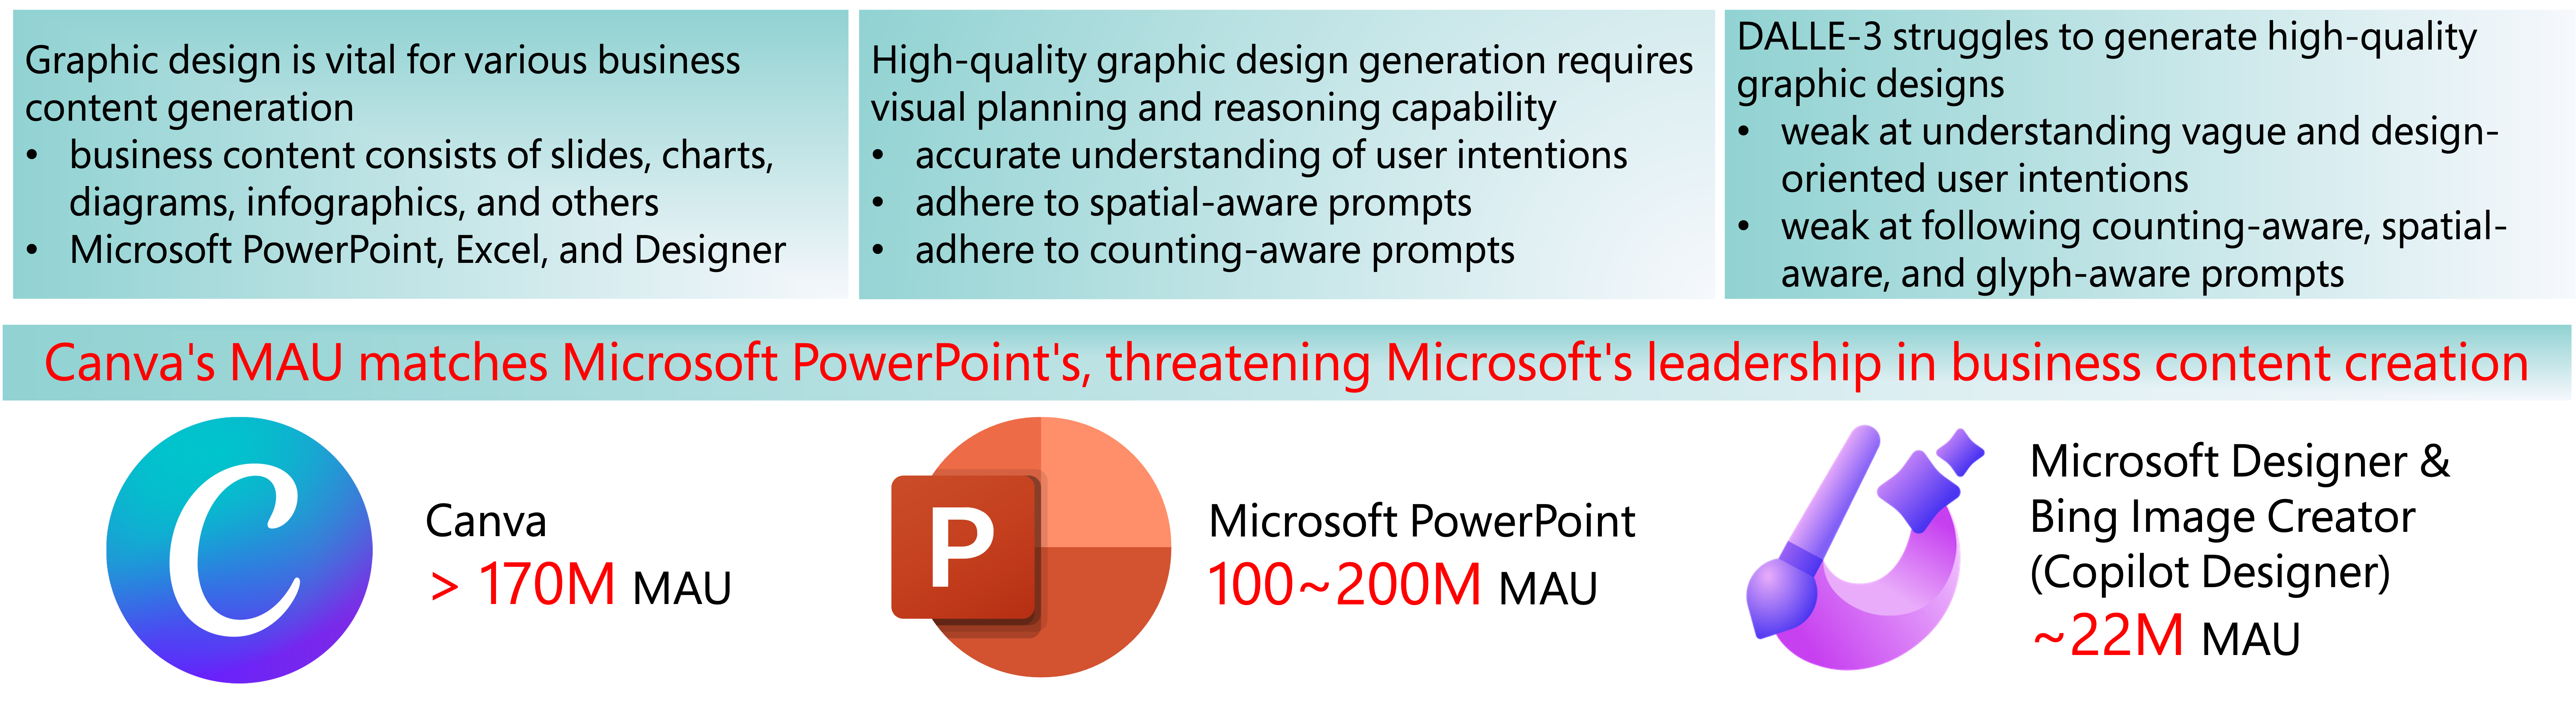 Graphic design is vital for various business
content generation
• business content consists of slides, charts,
diagrams, infographics, and others
• Microsoft PowerPoint, Excel, and Designer
High-quality graphic design generation requires
visual planning and reasoning capability
• accurate understanding of user intentions
• adhere to spatial-aware prompts
• adhere to counting-aware prompts
DALLE-3 struggles to generate high-quality
graphic designs
• weak at understanding vague and design-
oriented user intentions
• weak at following counting-aware, spatial-
aware, and glyph-aware prompts
Canva's MAU matches Microsoft PowerPoint's, threatening Microsoft's leadership in business content creation
C
Canva
> 170M MAU
P
Microsoft PowerPoint
100~200M MAU
Microsoft Designer &
Bing Image Creator
(Copilot Designer)
~22M MAU